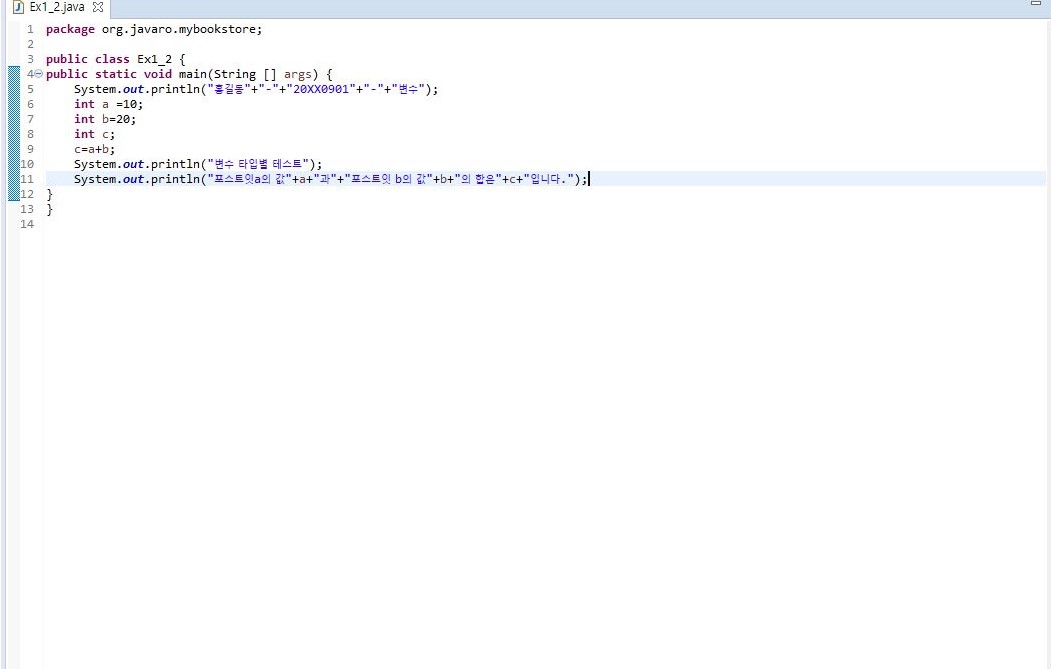 Ex1_2.java
1 package org.javaro.mybookstore;
2
3 public class Ex1_2 {
4 public static void main(String [] args) {
5 System.out.println("홍길동"+"-"+"20XX0901"+"-"+"변수");
6 int a =10;
7 int b=20;
8 int c;
9 c=a+b;
10 System.out.println("변수 타입별 테스트");
11 System.out.println("포스트잇a의 값"+a+"과"+"포스트잇 b의 값"+b+"의 합은"+c+"입니다.");
12 }
13 }
14